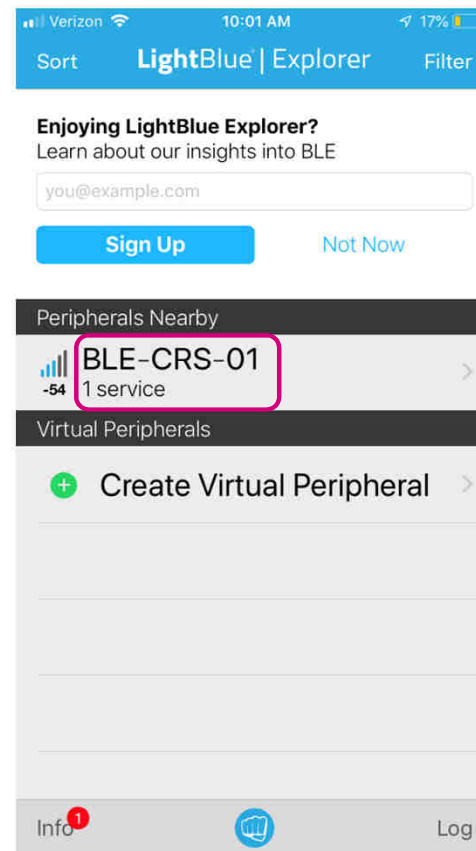 Verizon 10:01 AM 17%
Sort LightBlue | Explorer Filter
Enjoying LightBlue Explorer?
Learn about our insights into BLE
you@example.com
Sign Up Not Now
Peripherals Nearby
BLE-CRS-01
-54 1 service
Virtual Peripherals
Create Virtual Peripheral
Info 1 Log